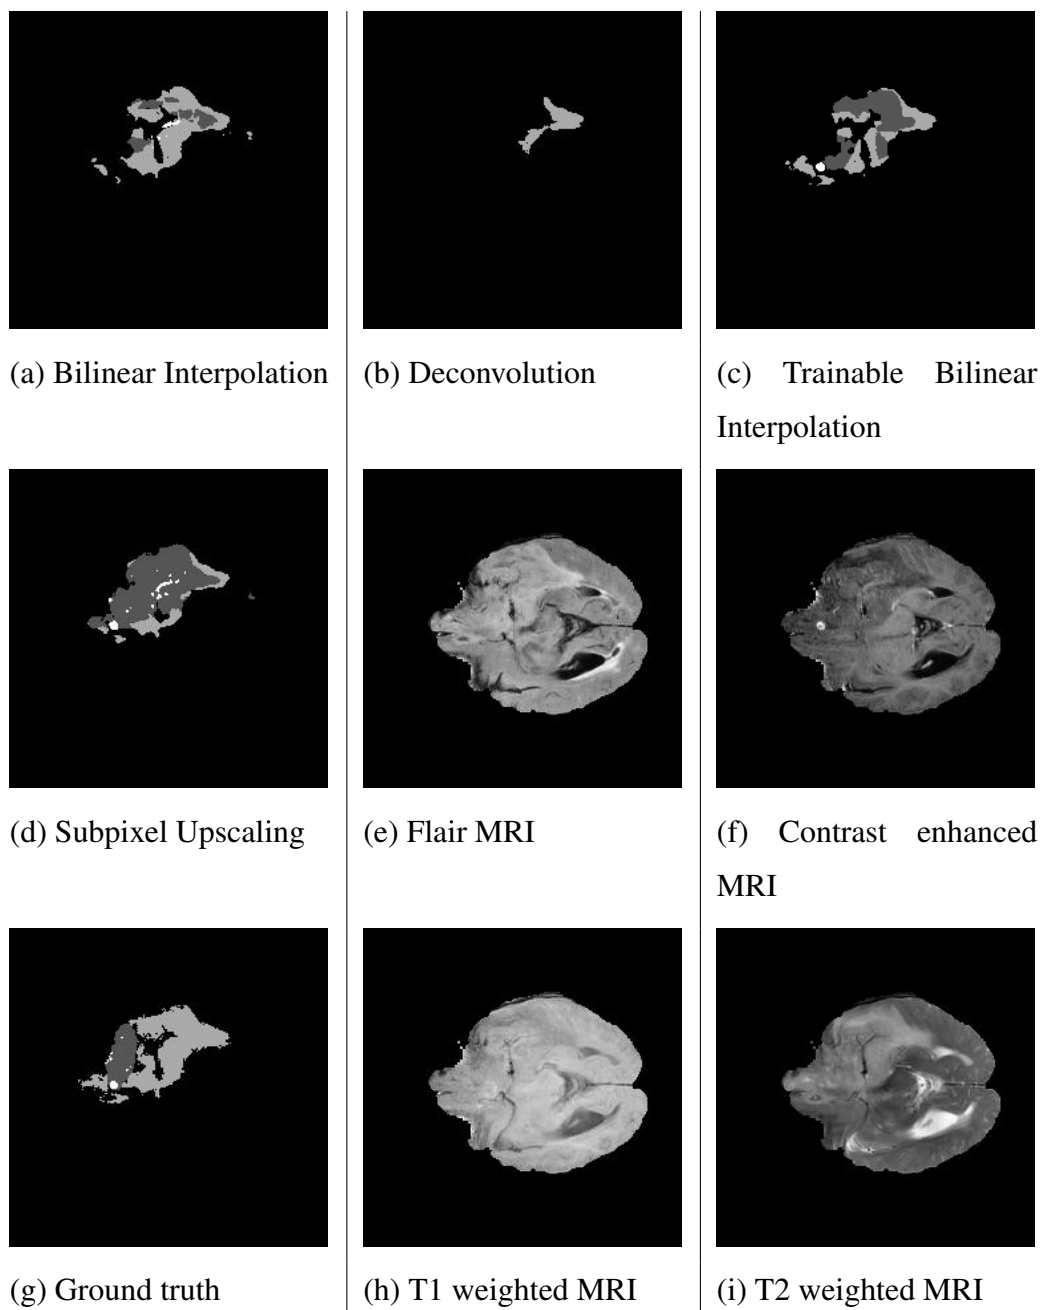 (a) Bilinear Interpolation
(b) Deconvolution
(c) Trainable Bilinear
Interpolation
(d) Subpixel Upscaling
(e) Flair MRI
(f) Contrast enhanced
MRI
(g) Ground truth
(h) T1 weighted MRI
(i) T2 weighted MRI